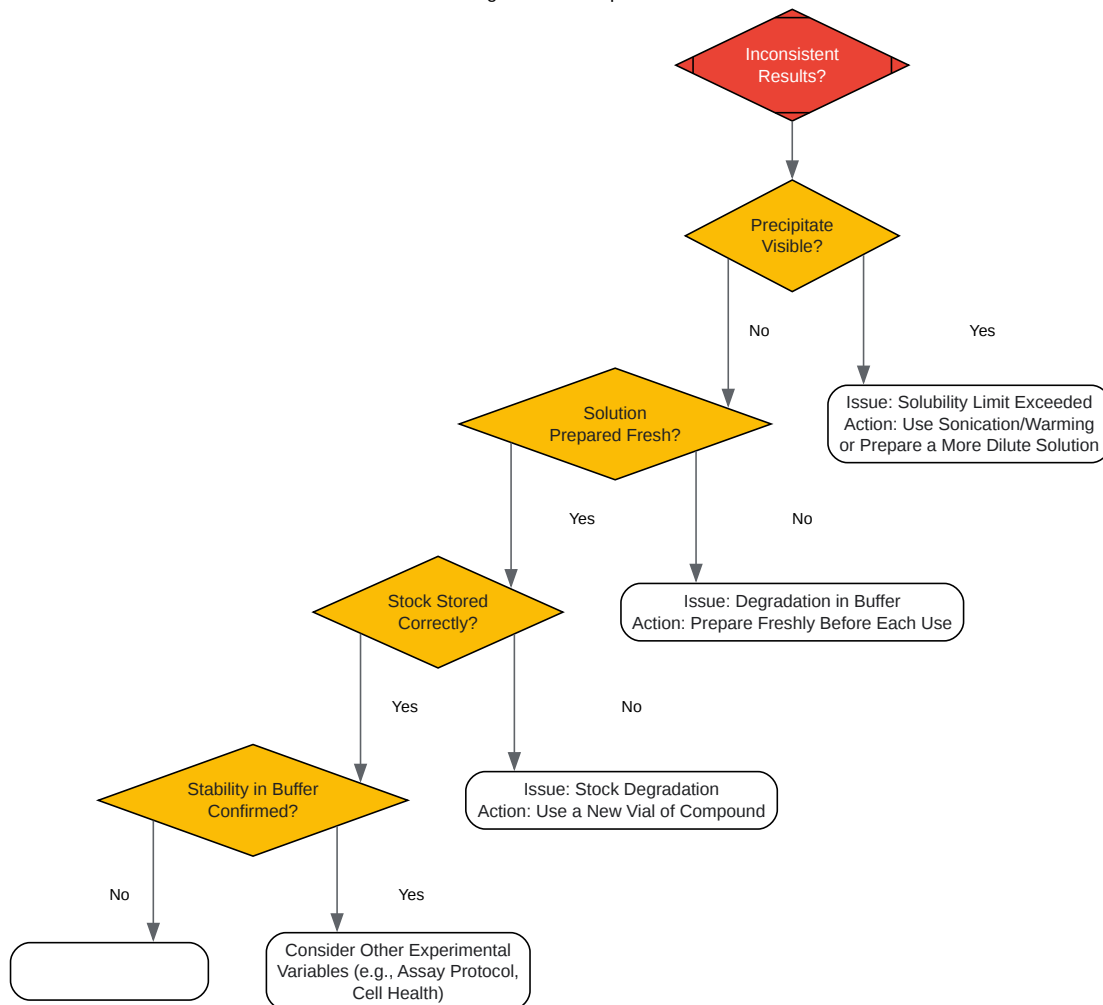 Inconsistent
Results?
Precipitate
Visible?
No
Yes
Issue: Solubility Limit Exceeded
Action: Use Sonication/Warming
or Prepare a More Dilute Solution
Solution
Prepared Fresh?
Yes
No
Issue: Degradation in Buffer
Action: Prepare Freshly Before Each Use
Stock Stored
Correctly?
Yes
No
Issue: Stock Degradation
Action: Use a New Vial of Compound
Stability in Buffer
Confirmed?
No
Yes
Consider Other Experimental
Variables (e.g., Assay Protocol,
Cell Health)